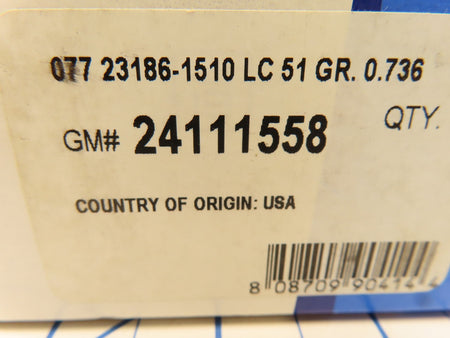 077 23186-1510 LC 51 GR. 0.736
GM# 24111558 QTY.
COUNTRY OF ORIGIN: USA
8 08709 90414 4